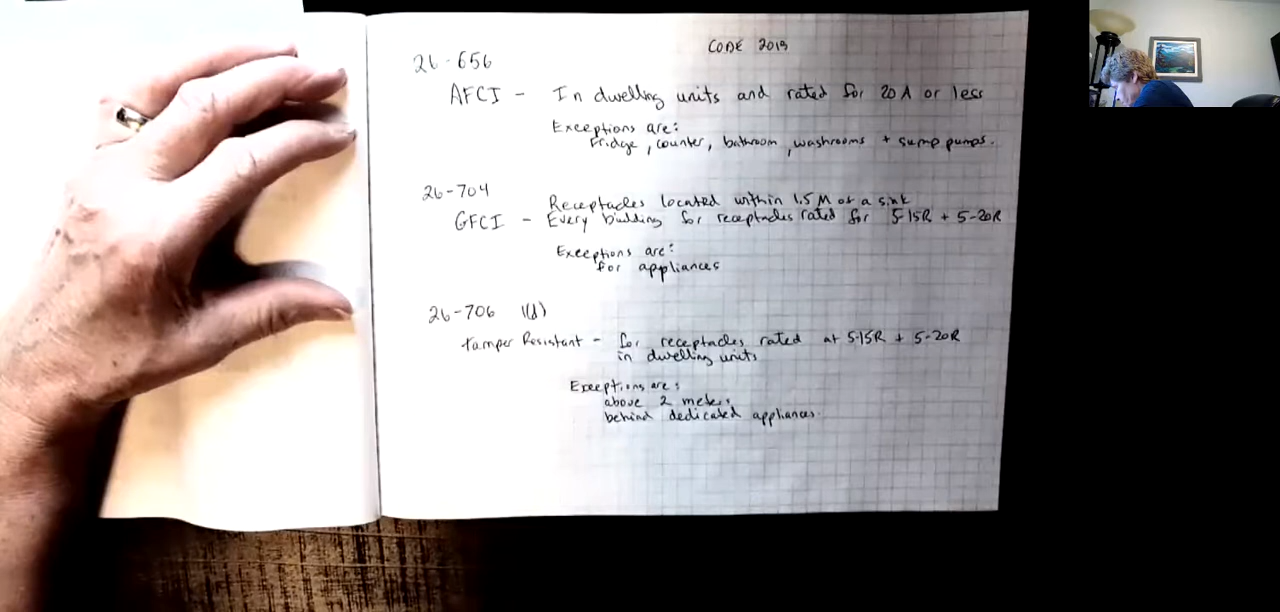 CODE 2019
26-656
AFCI - In dwelling units and rated for 20A or less
Exceptions are:
Fridge, counter, bathroom, washrooms + sump pumps.
26-704
Receptacles located within 1.5M of a sink
GFCI - Every building for receptacles rated for 5-15R + 5-20R
Exceptions are:
for appliances
26-706 1(d)
Tamper Resistant - for receptacles rated at 5-15R + 5-20R
in dwelling units
Exceptions are:
above 2 meters
behind dedicated appliances.